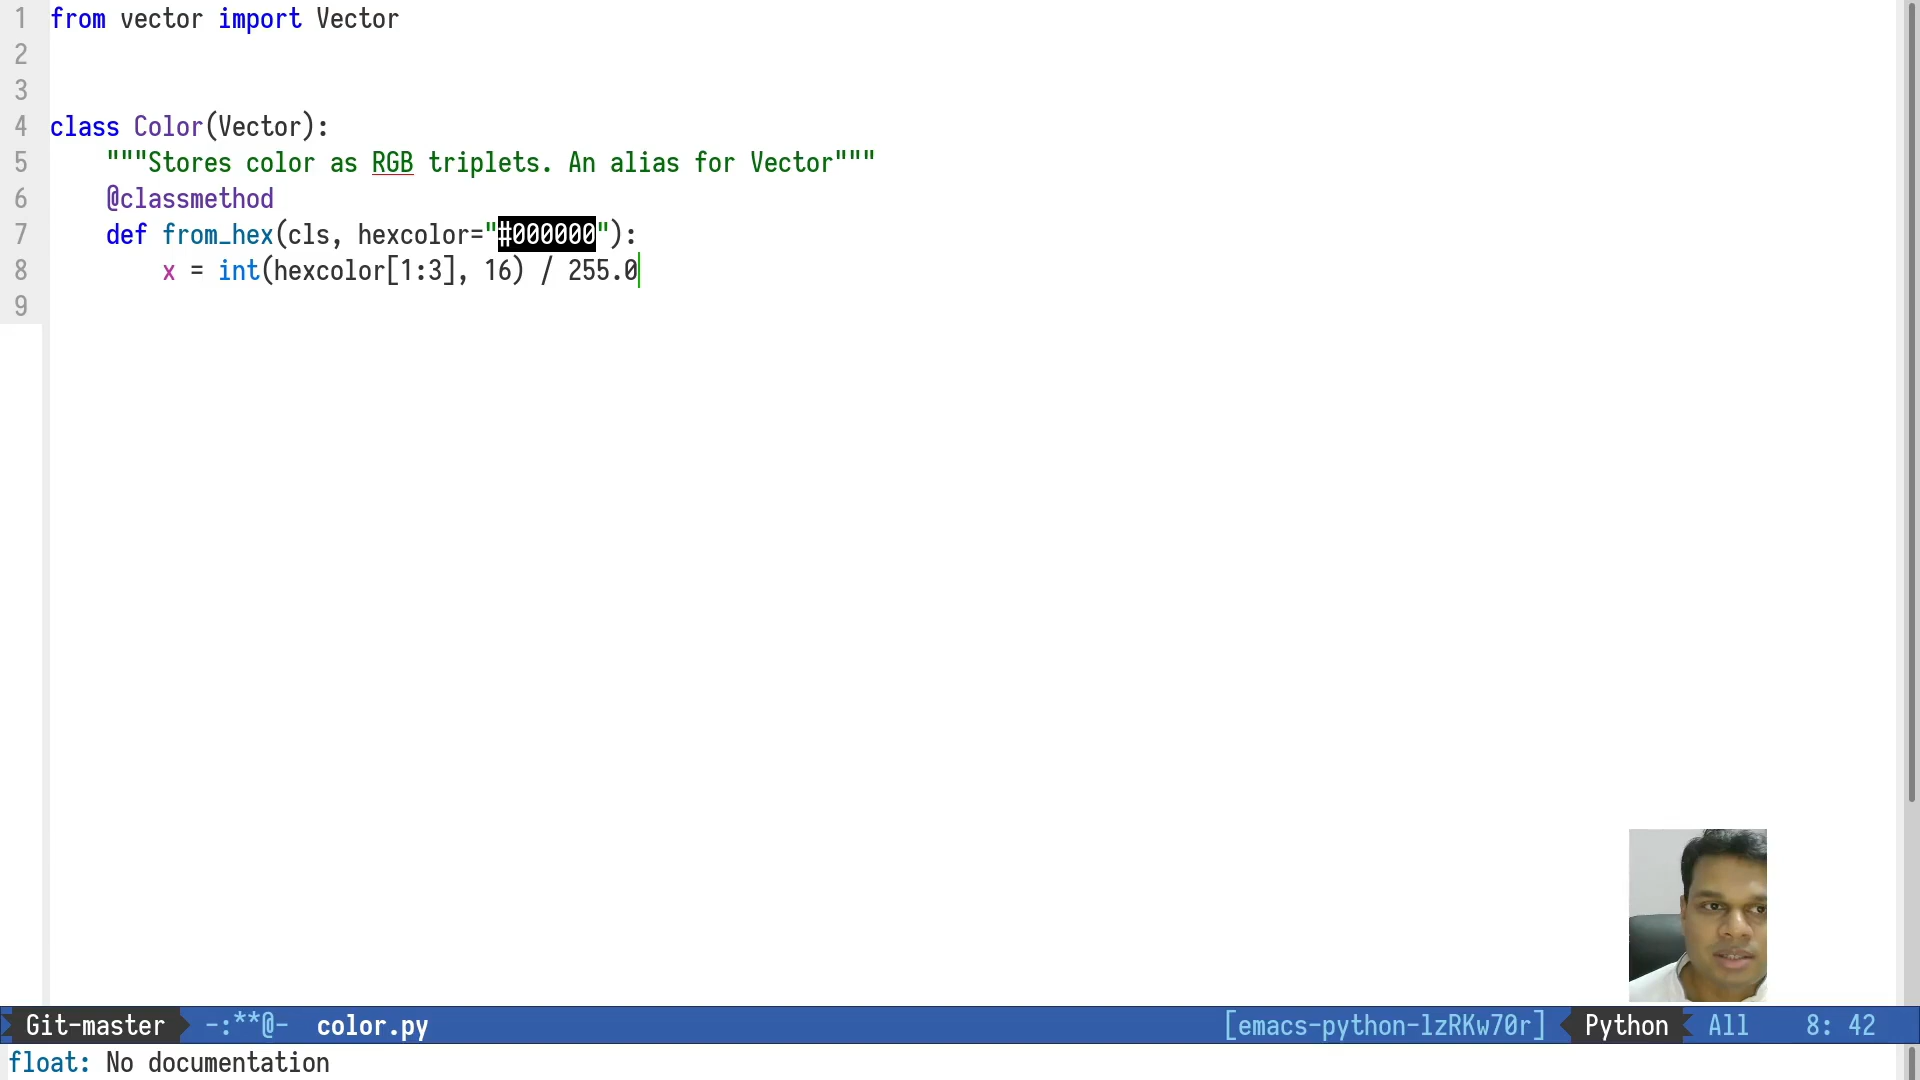 1 from vector import Vector
2
3
4 class Color(Vector):
5 """Stores color as RGB triplets. An alias for Vector"""
6 @classmethod
7 def from_hex(cls, hexcolor="#000000"):
8 x = int(hexcolor[1:3], 16) / 255.0
9
Git-master -:**@- color.py [emacs-python-lzRKw70r] Python All 8: 42
float: No documentation